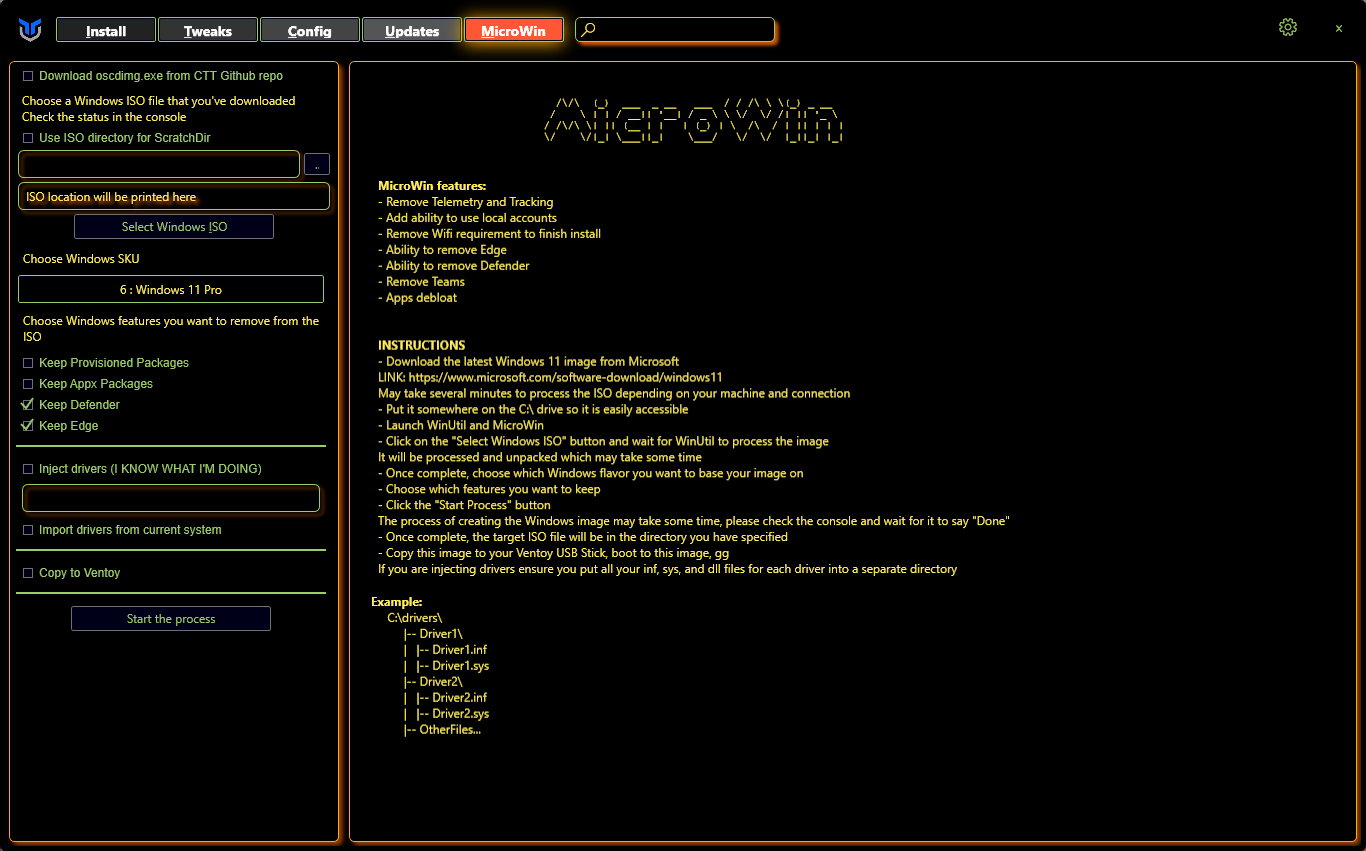 Install
Tweaks
Config
Updates
MicroWin
x
Download oscdimg.exe from CTT Github repo
Choose a Windows ISO file that you've downloaded
Check the status in the console
Use ISO directory for ScratchDir
..
ISO location will be printed here
Select Windows ISO
Choose Windows SKU
6 : Windows 11 Pro
Choose Windows features you want to remove from the
ISO
Keep Provisioned Packages
Keep Appx Packages
Keep Defender
Keep Edge
Inject drivers (I KNOW WHAT I'M DOING)
Import drivers from current system
Copy to Ventoy
Start the process
MicroWin
MicroWin features:
- Remove Telemetry and Tracking
- Add ability to use local accounts
- Remove Wifi requirement to finish install
- Ability to remove Edge
- Ability to remove Defender
- Remove Teams
- Apps debloat
INSTRUCTIONS
- Download the latest Windows 11 image from Microsoft
LINK: https://www.microsoft.com/software-download/windows11
May take several minutes to process the ISO depending on your machine and connection
- Put it somewhere on the C:\ drive so it is easily accessible
- Launch WinUtil and MicroWin
- Click on the "Select Windows ISO" button and wait for WinUtil to process the image
It will be processed and unpacked which may take some time
- Once complete, choose which Windows flavor you want to base your image on
- Choose which features you want to keep
- Click the "Start Process" button
The process of creating the Windows image may take some time, please check the console and wait for it to say "Done"
- Once complete, the target ISO file will be in the directory you have specified
- Copy this image to your Ventoy USB Stick, boot to this image, gg
If you are injecting drivers ensure you put all your inf, sys, and dll files for each driver into a separate directory
Example:
C:\drivers\
|-- Driver1\
|   |-- Driver1.inf
|   |-- Driver1.sys
|-- Driver2\
|   |-- Driver2.inf
|   |-- Driver2.sys
|-- OtherFiles...